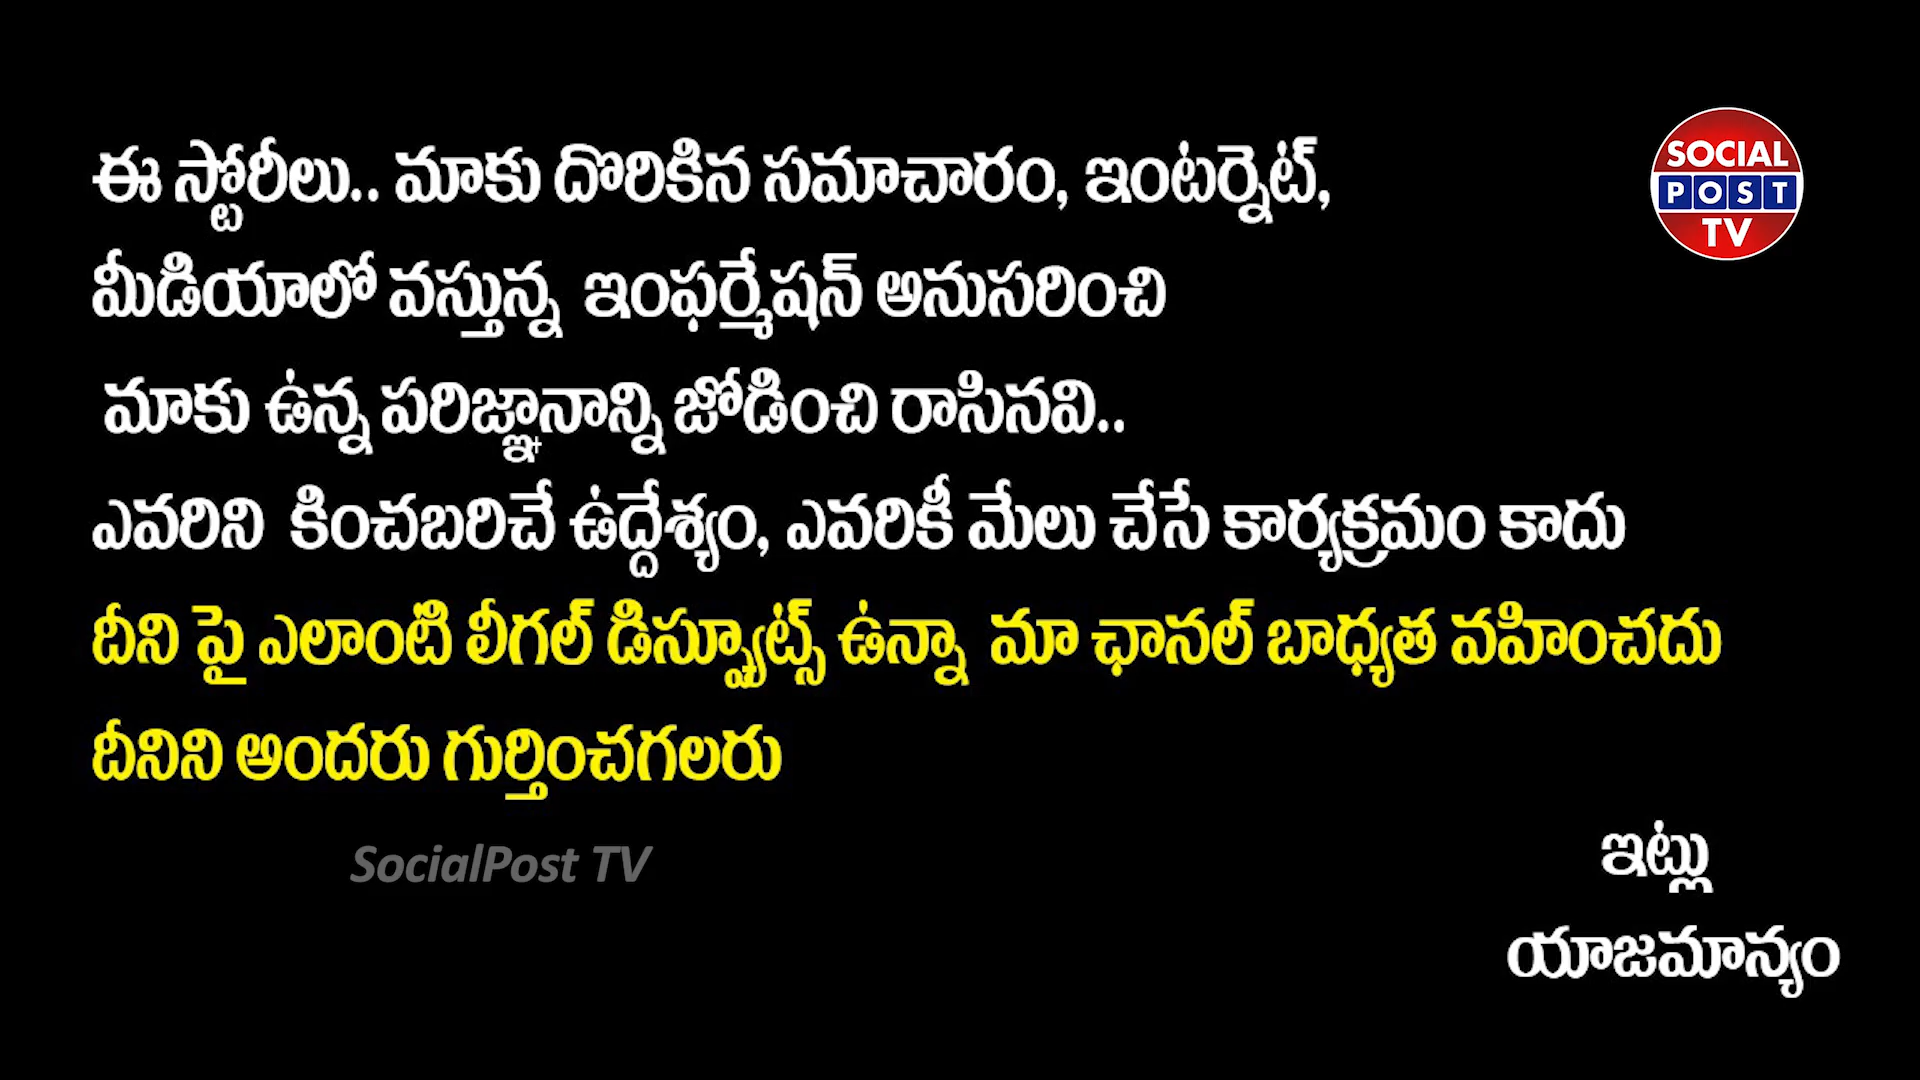 SOCIAL
POST
TV
ఈ స్టోరీలు.. మాకు దొరికిన సమాచారం, ఇంటర్నెట్,
మీడియాలో వస్తున్న ఇంఫర్మేషన్ అనుసరించి
మాకు ఉన్న పరిజ్ఞానాన్ని జోడించి రాసినవి..
ఎవరిని కించబరిచే ఉద్దేశ్యం, ఎవరికీ మేలు చేసే కార్యక్రమం కాదు
దీని పై ఎలాంటి లీగల్ డిస్ప్యూట్స్ ఉన్నా మా ఛానల్ బాధ్యత వహించదు
దీనిని అందరు గుర్తించగలరు
SocialPost TV
ఇట్లు
యాజమాన్యం